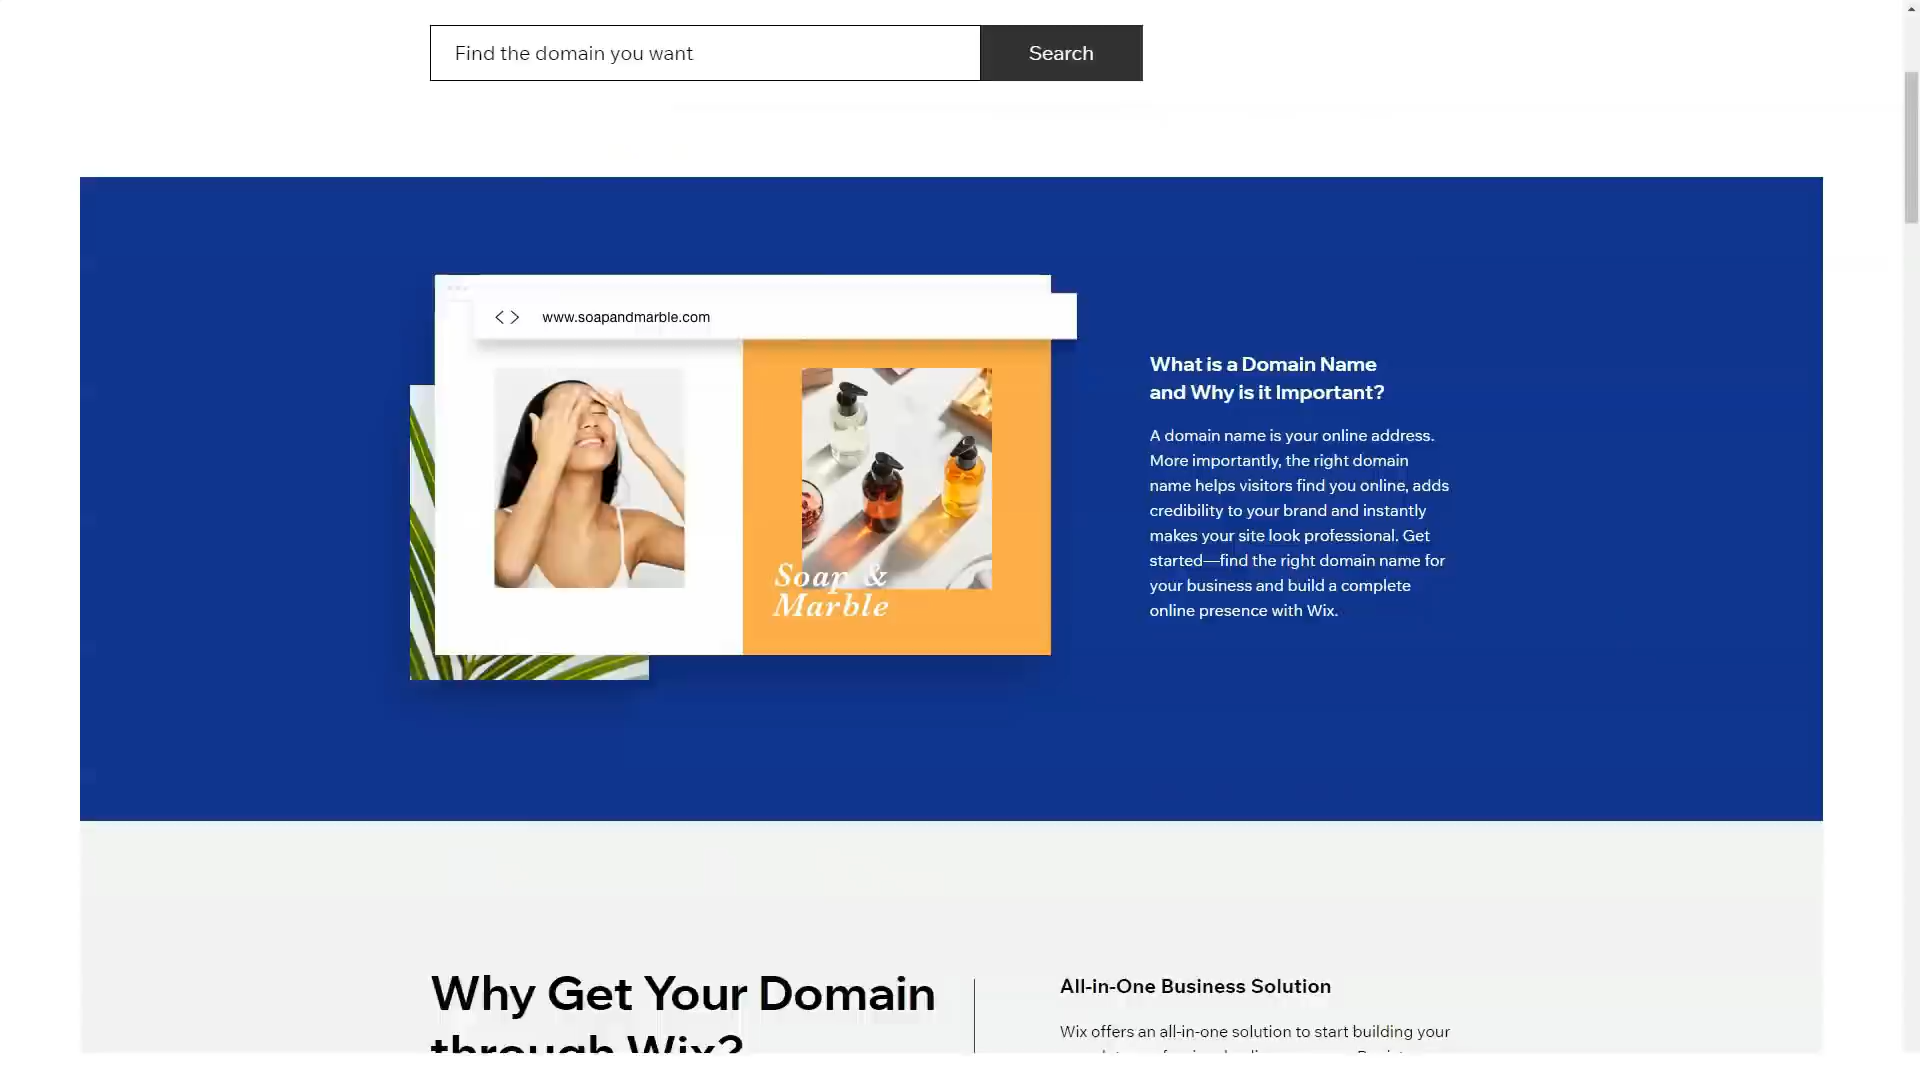 Find the domain you want
Search
www.soapandmarble.com
Soap &
Marble
What is a Domain Name
and Why is it Important?
A domain name is your online address.
More importantly, the right domain
name helps visitors find you online, adds
credibility to your brand and instantly
makes your site look professional. Get
started—find the right domain name for
your business and build a complete
online presence with Wix.
Why Get Your Domain
through Wix?
All-in-One Business Solution
Wix offers an all-in-one solution to start building your